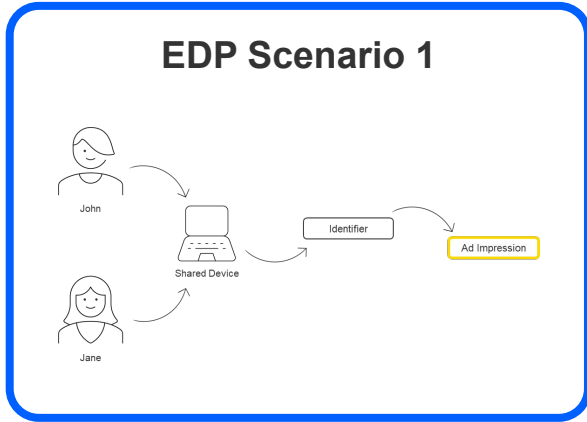 EDP Scenario 1
John
Identifier
Ad Impression
Shared Device
Jane